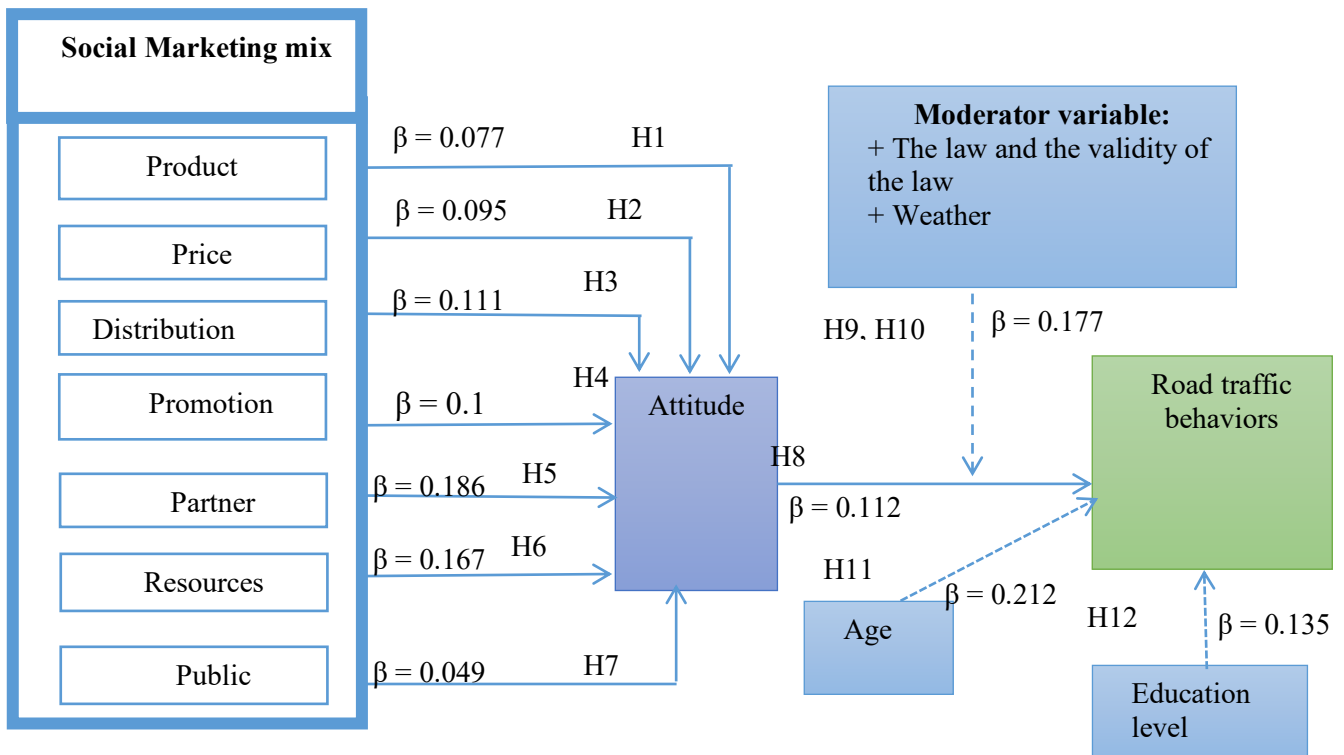 Social Marketing mix
Product
Price
Distribution
Promotion
Partner
Resources
Public
β = 0.077
H1
β = 0.095
H2
β = 0.111
H3
β = 0.1
H4
β = 0.186
H5
β = 0.167
H6
β = 0.049
H7
Attitude
H8
β = 0.112
Moderator variable:
+ The law and the validity of
the law
+ Weather
H9, H10
β = 0.177
Road traffic
behaviors
H11
β = 0.212
Age
H12
β = 0.135
Education
level